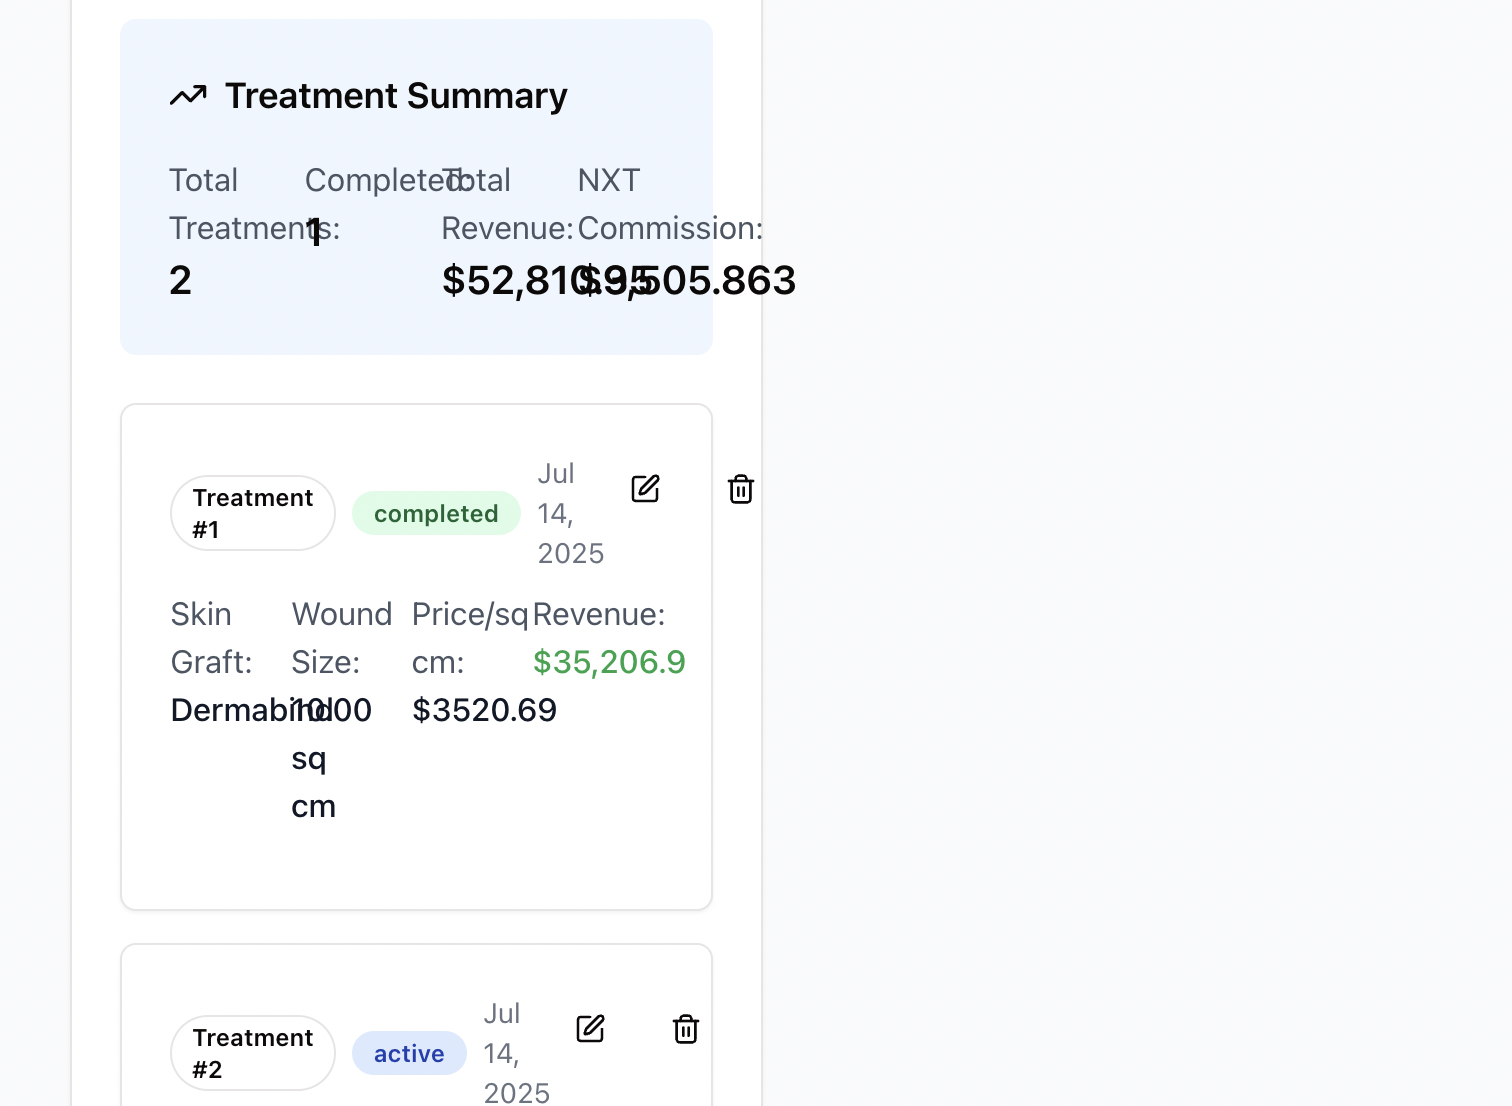 Treatment Summary
Total Treatments:
2
Completed:
1
Total Revenue:
$52,810.95
NXT Commission:
$9,505.863
Treatment #1
completed
Jul 14, 2025
Skin Graft:
Dermabind
Wound Size:
10.00 sq cm
Price/sq cm:
$3520.69
Revenue:
$35,206.9
Treatment #2
active
Jul 14, 2025